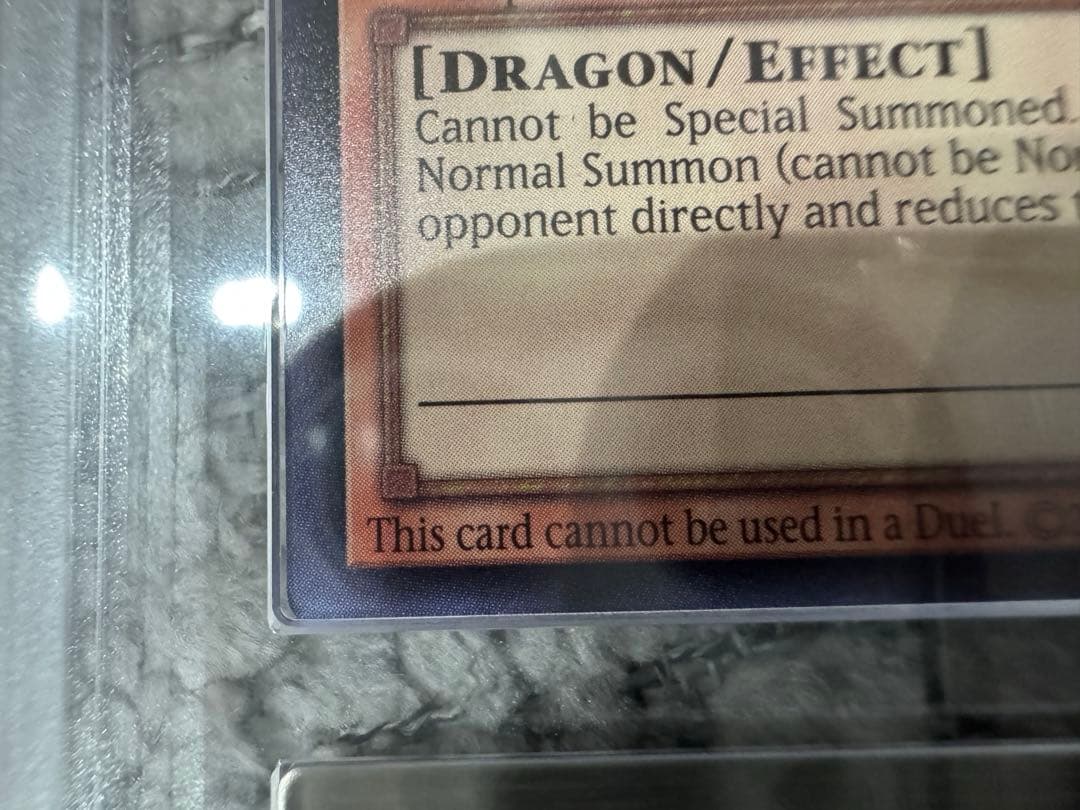 [DRAGON/EFFECT]
Cannot be Special Summoned.
Normal Summon (cannot be Nor
opponent directly and reduces t
This card cannot be used in a Duel. ©